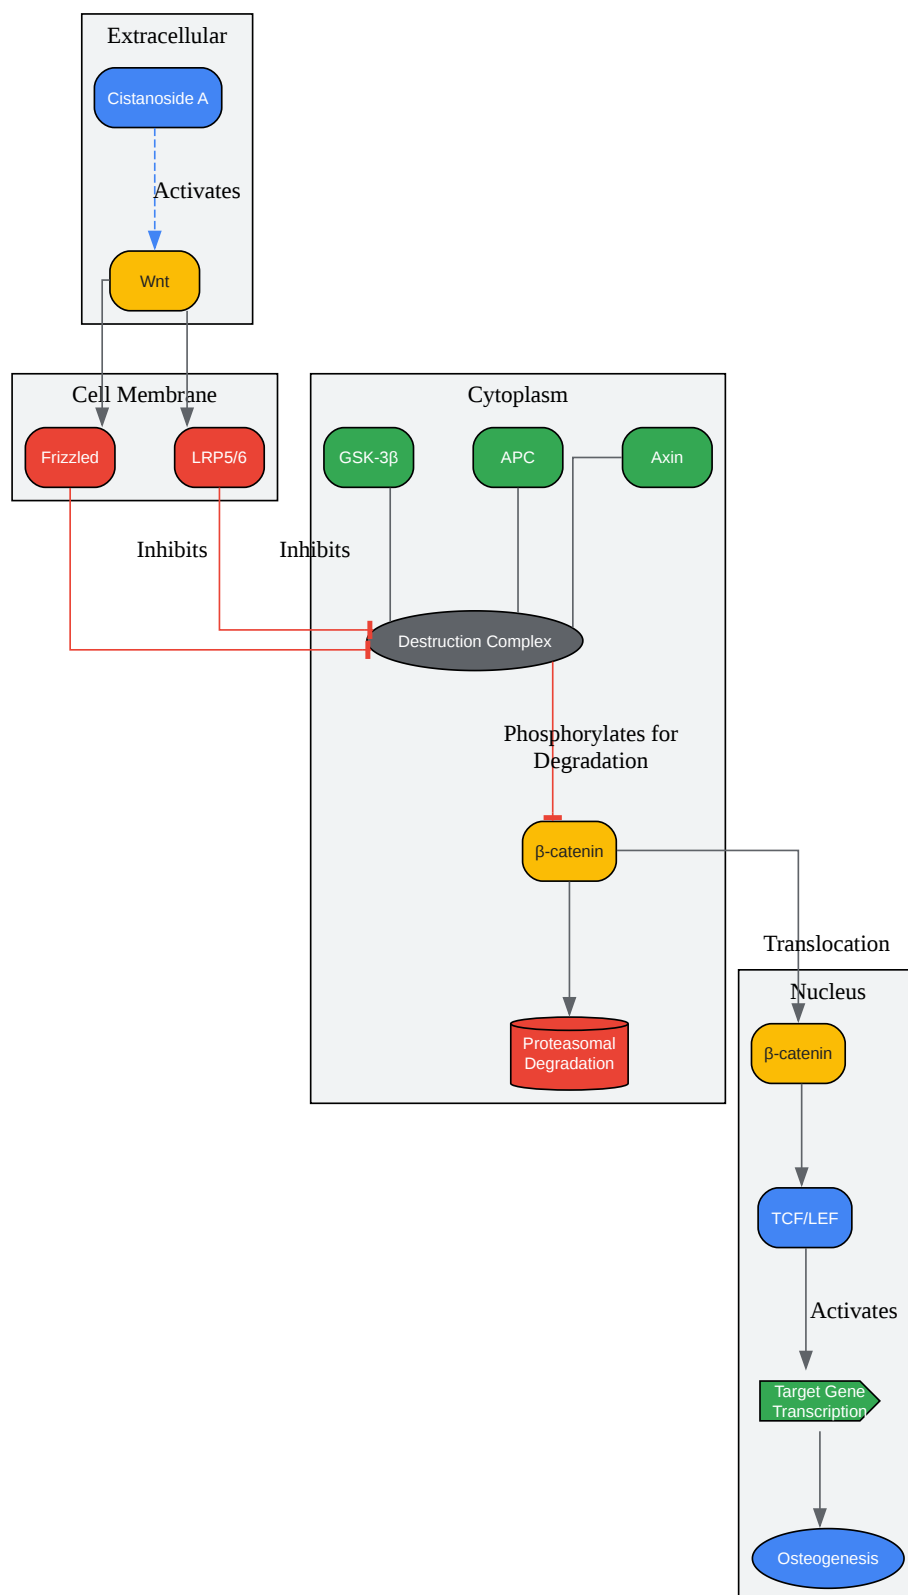 Extracellular
Cistanoside A
Activates
Wnt
Cell Membrane
Frizzled
LRP5/6
Inhibits
Inhibits
Cytoplasm
GSK-3β
APC
Axin
Destruction Complex
Phosphorylates for
Degradation
β-catenin
Proteasomal
Degradation
Translocation
Nucleus
β-catenin
TCF/LEF
Activates
Target Gene
Transcription
Osteogenesis